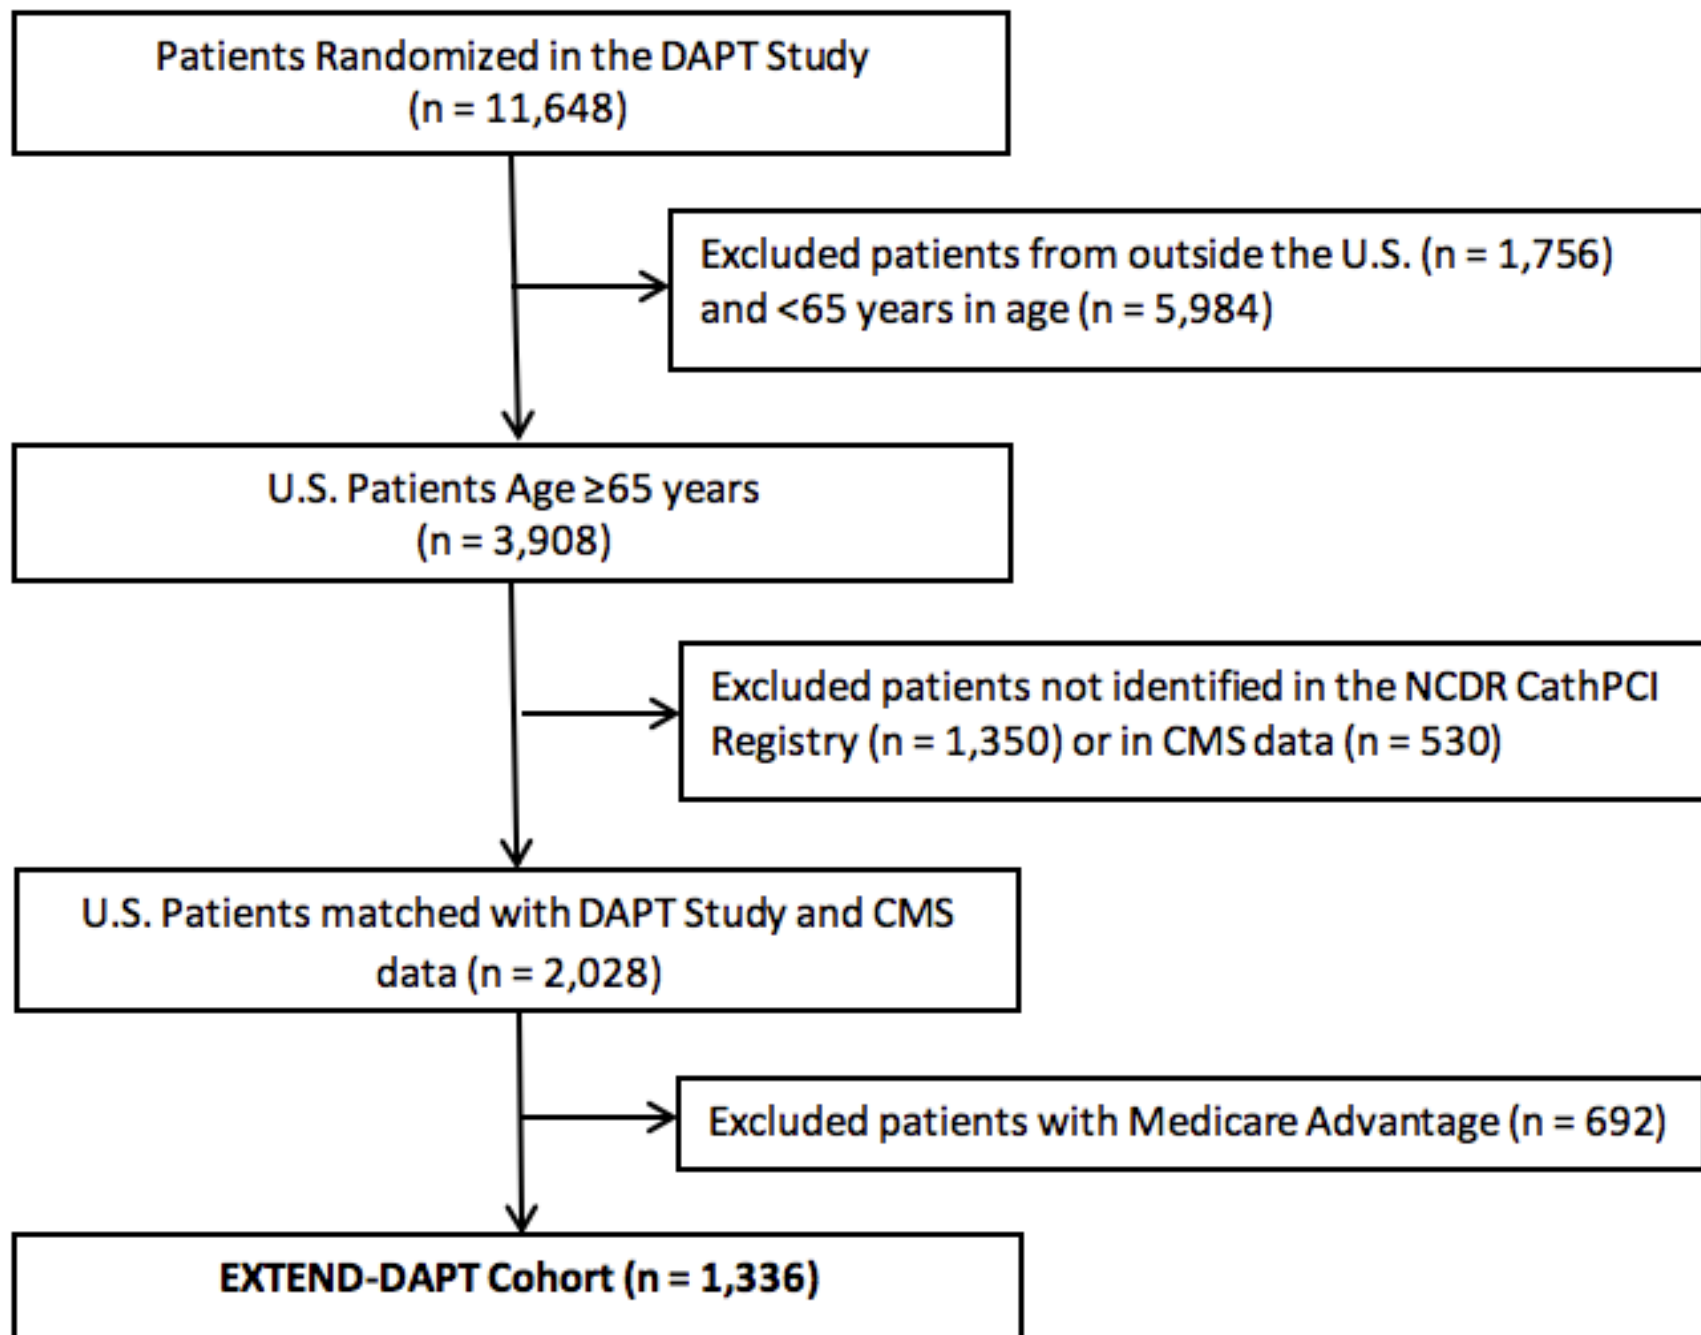 Patients Randomized in the DAPT Study
(n = 11,648)
Excluded patients from outside the U.S. (n = 1,756)
and <65 years in age (n = 5,984)
U.S. Patients Age ≥65 years
(n = 3,908)
Excluded patients not identified in the NCDR CathPCI
Registry (n = 1,350) or in CMS data (n = 530)
U.S. Patients matched with DAPT Study and CMS
data (n = 2,028)
Excluded patients with Medicare Advantage (n = 692)
EXTEND-DAPT Cohort (n = 1,336)